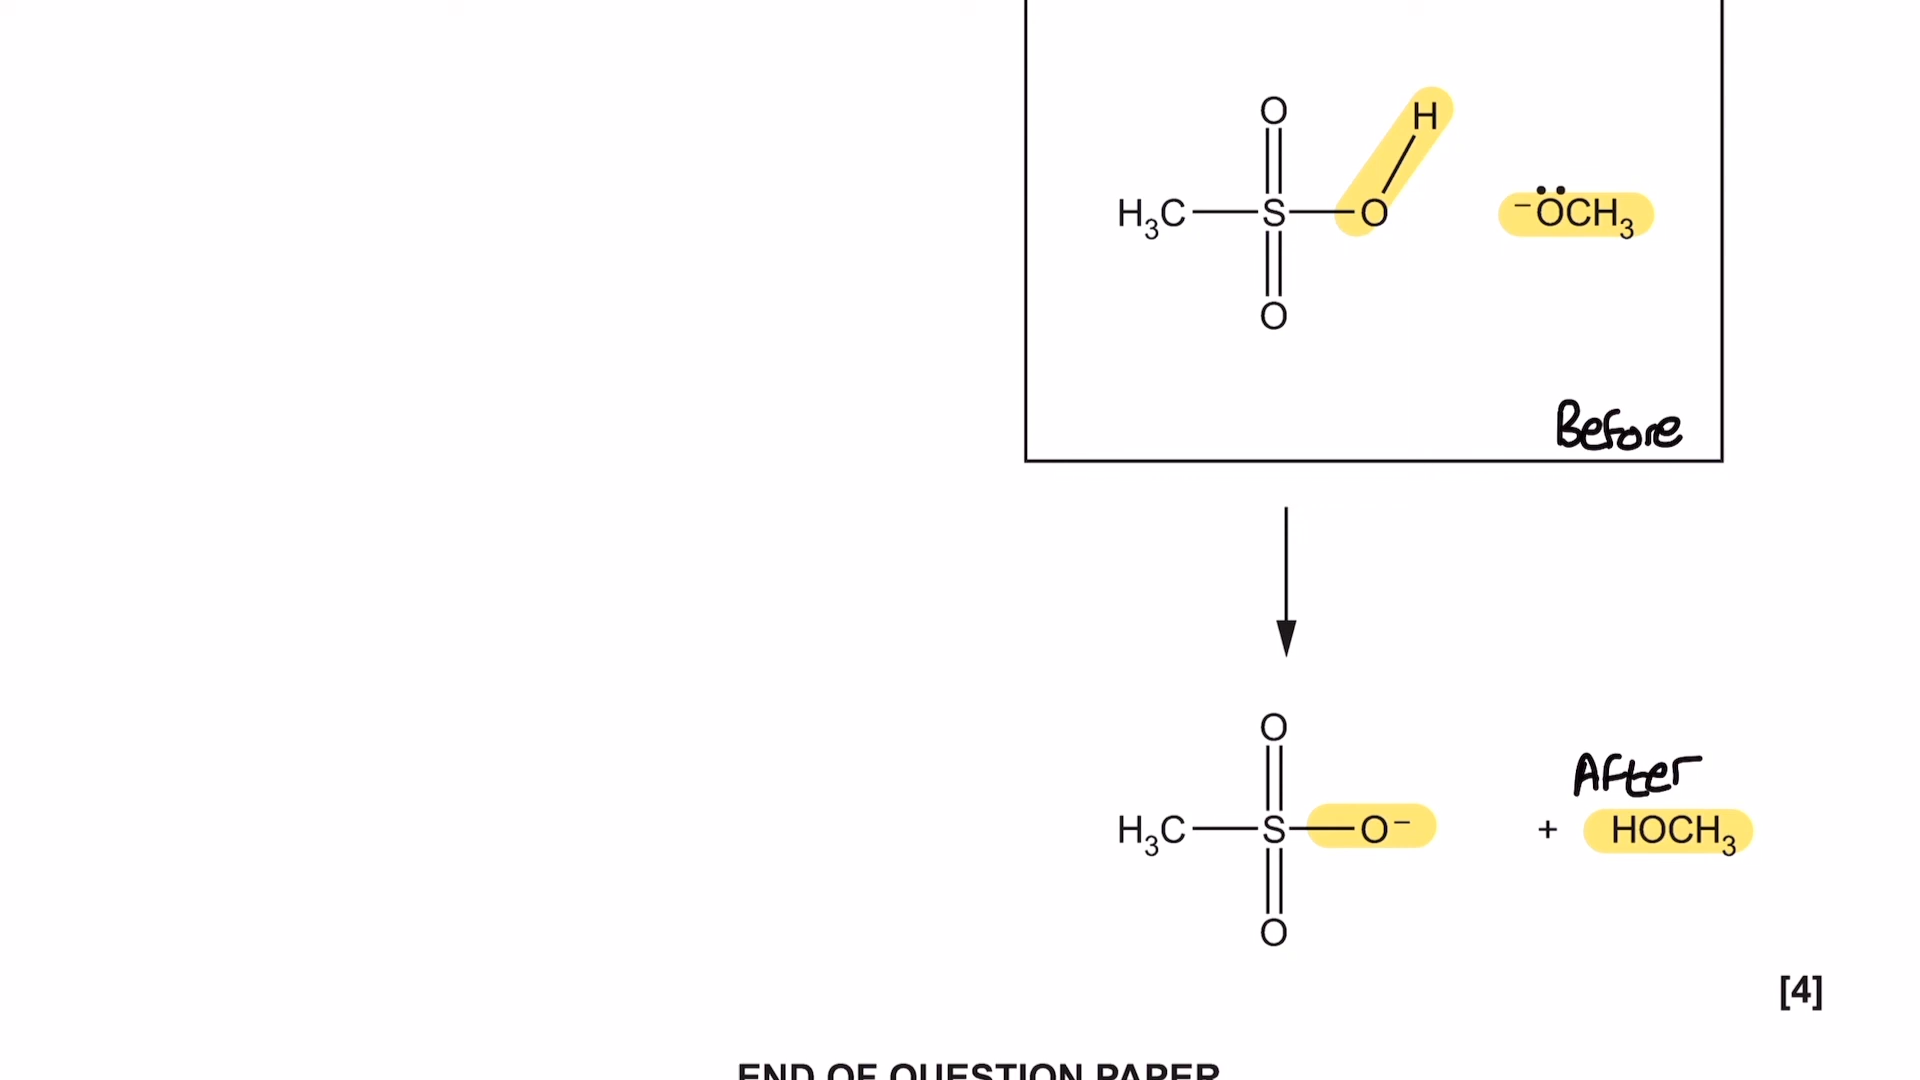 O
H
H₃C S O ⁻ÖCH₃
O
Before
O
After
H₃C S O⁻ + HOCH₃
O
[4]
END OF QUESTION PAPER